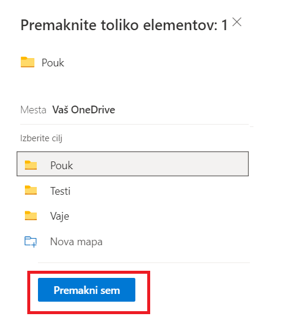 Premaknite toliko elementov: 1
Pouk
Mesta Vaš OneDrive
Izberite cilj
Pouk
Testi
Vaje
Nova mapa
Premakni sem